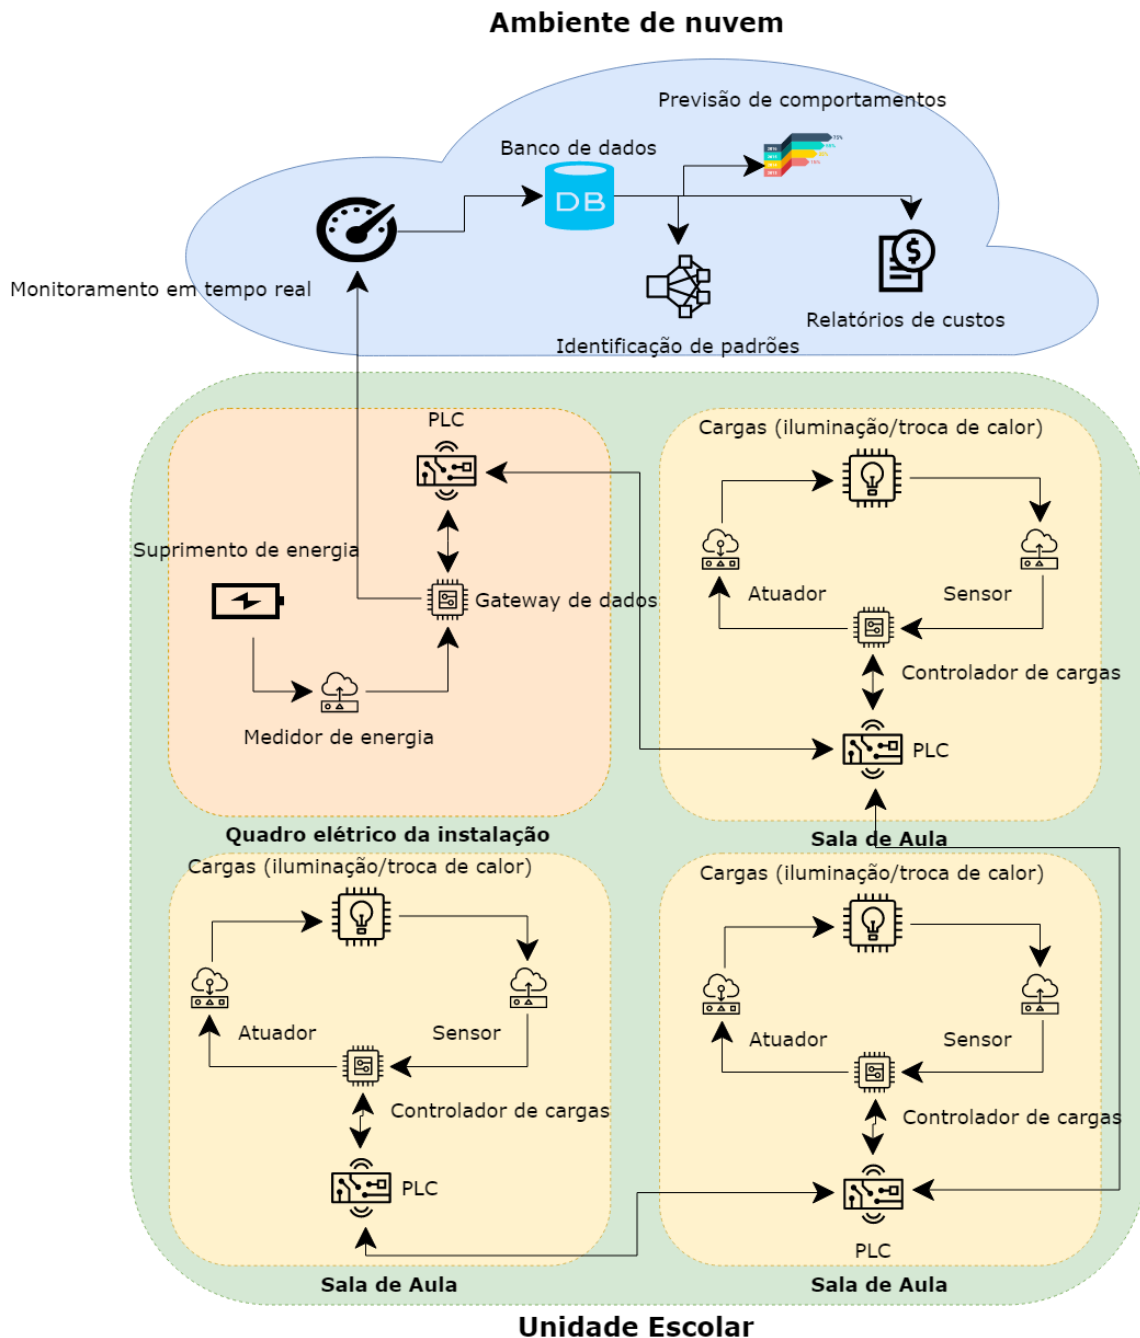 Ambiente de nuvem
Previsão de comportamentos
Banco de dados
DB
Monitoramento em tempo real
Relatórios de custos
Identificação de padrões
PLC
Cargas (iluminação/troca de calor)
Suprimento de energia
Gateway de dados
Atuador
Sensor
Controlador de cargas
Medidor de energia
PLC
Quadro elétrico da instalação
Sala de Aula
Cargas (iluminação/troca de calor)
Atuador
Sensor
Controlador de cargas
PLC
Sala de Aula
Cargas (iluminação/troca de calor)
Atuador
Sensor
Controlador de cargas
PLC
Sala de Aula
Unidade Escolar